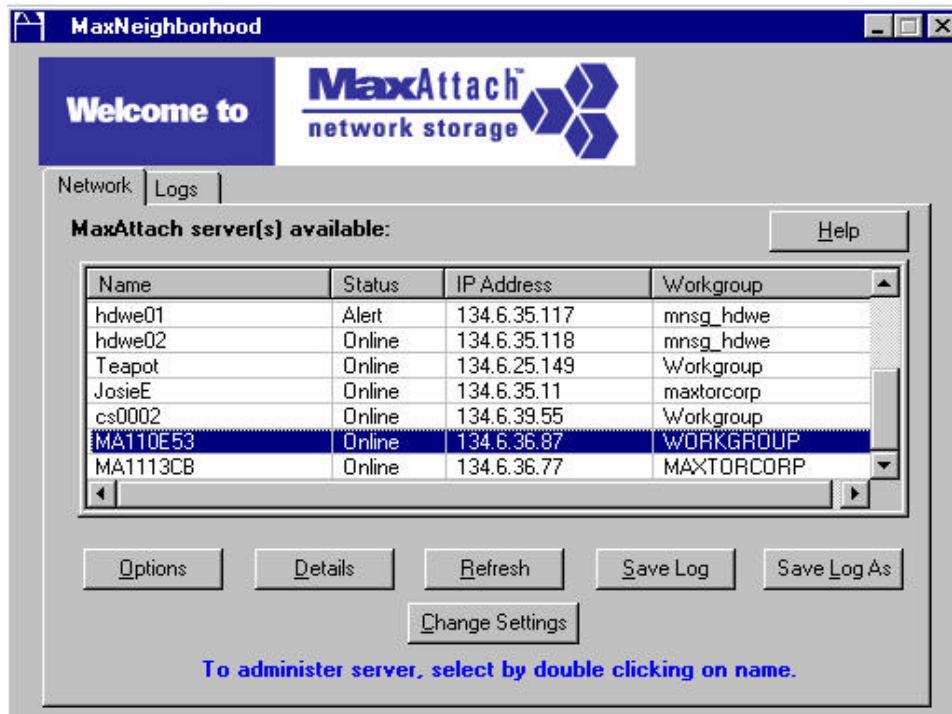 MaxNeighborhood
Welcome to MaxAttach™
network storage
Network Logs
MaxAttach server(s) available: Help
Name Status IP Address Workgroup
hdwe01 Alert 134.6.35.117 mnsg_hdwe
hdwe02 Online 134.6.35.118 mnsg_hdwe
Teapot Online 134.6.25.149 Workgroup
JosieE Online 134.6.35.11 maxtorcorp
cs0002 Online 134.6.39.55 Workgroup
MA110E53 Online 134.6.36.87 WORKGROUP
MA1113CB Online 134.6.36.77 MAXTORCORP
Options Details Refresh Save Log Save Log As
Change Settings
To administer server, select by double clicking on name.